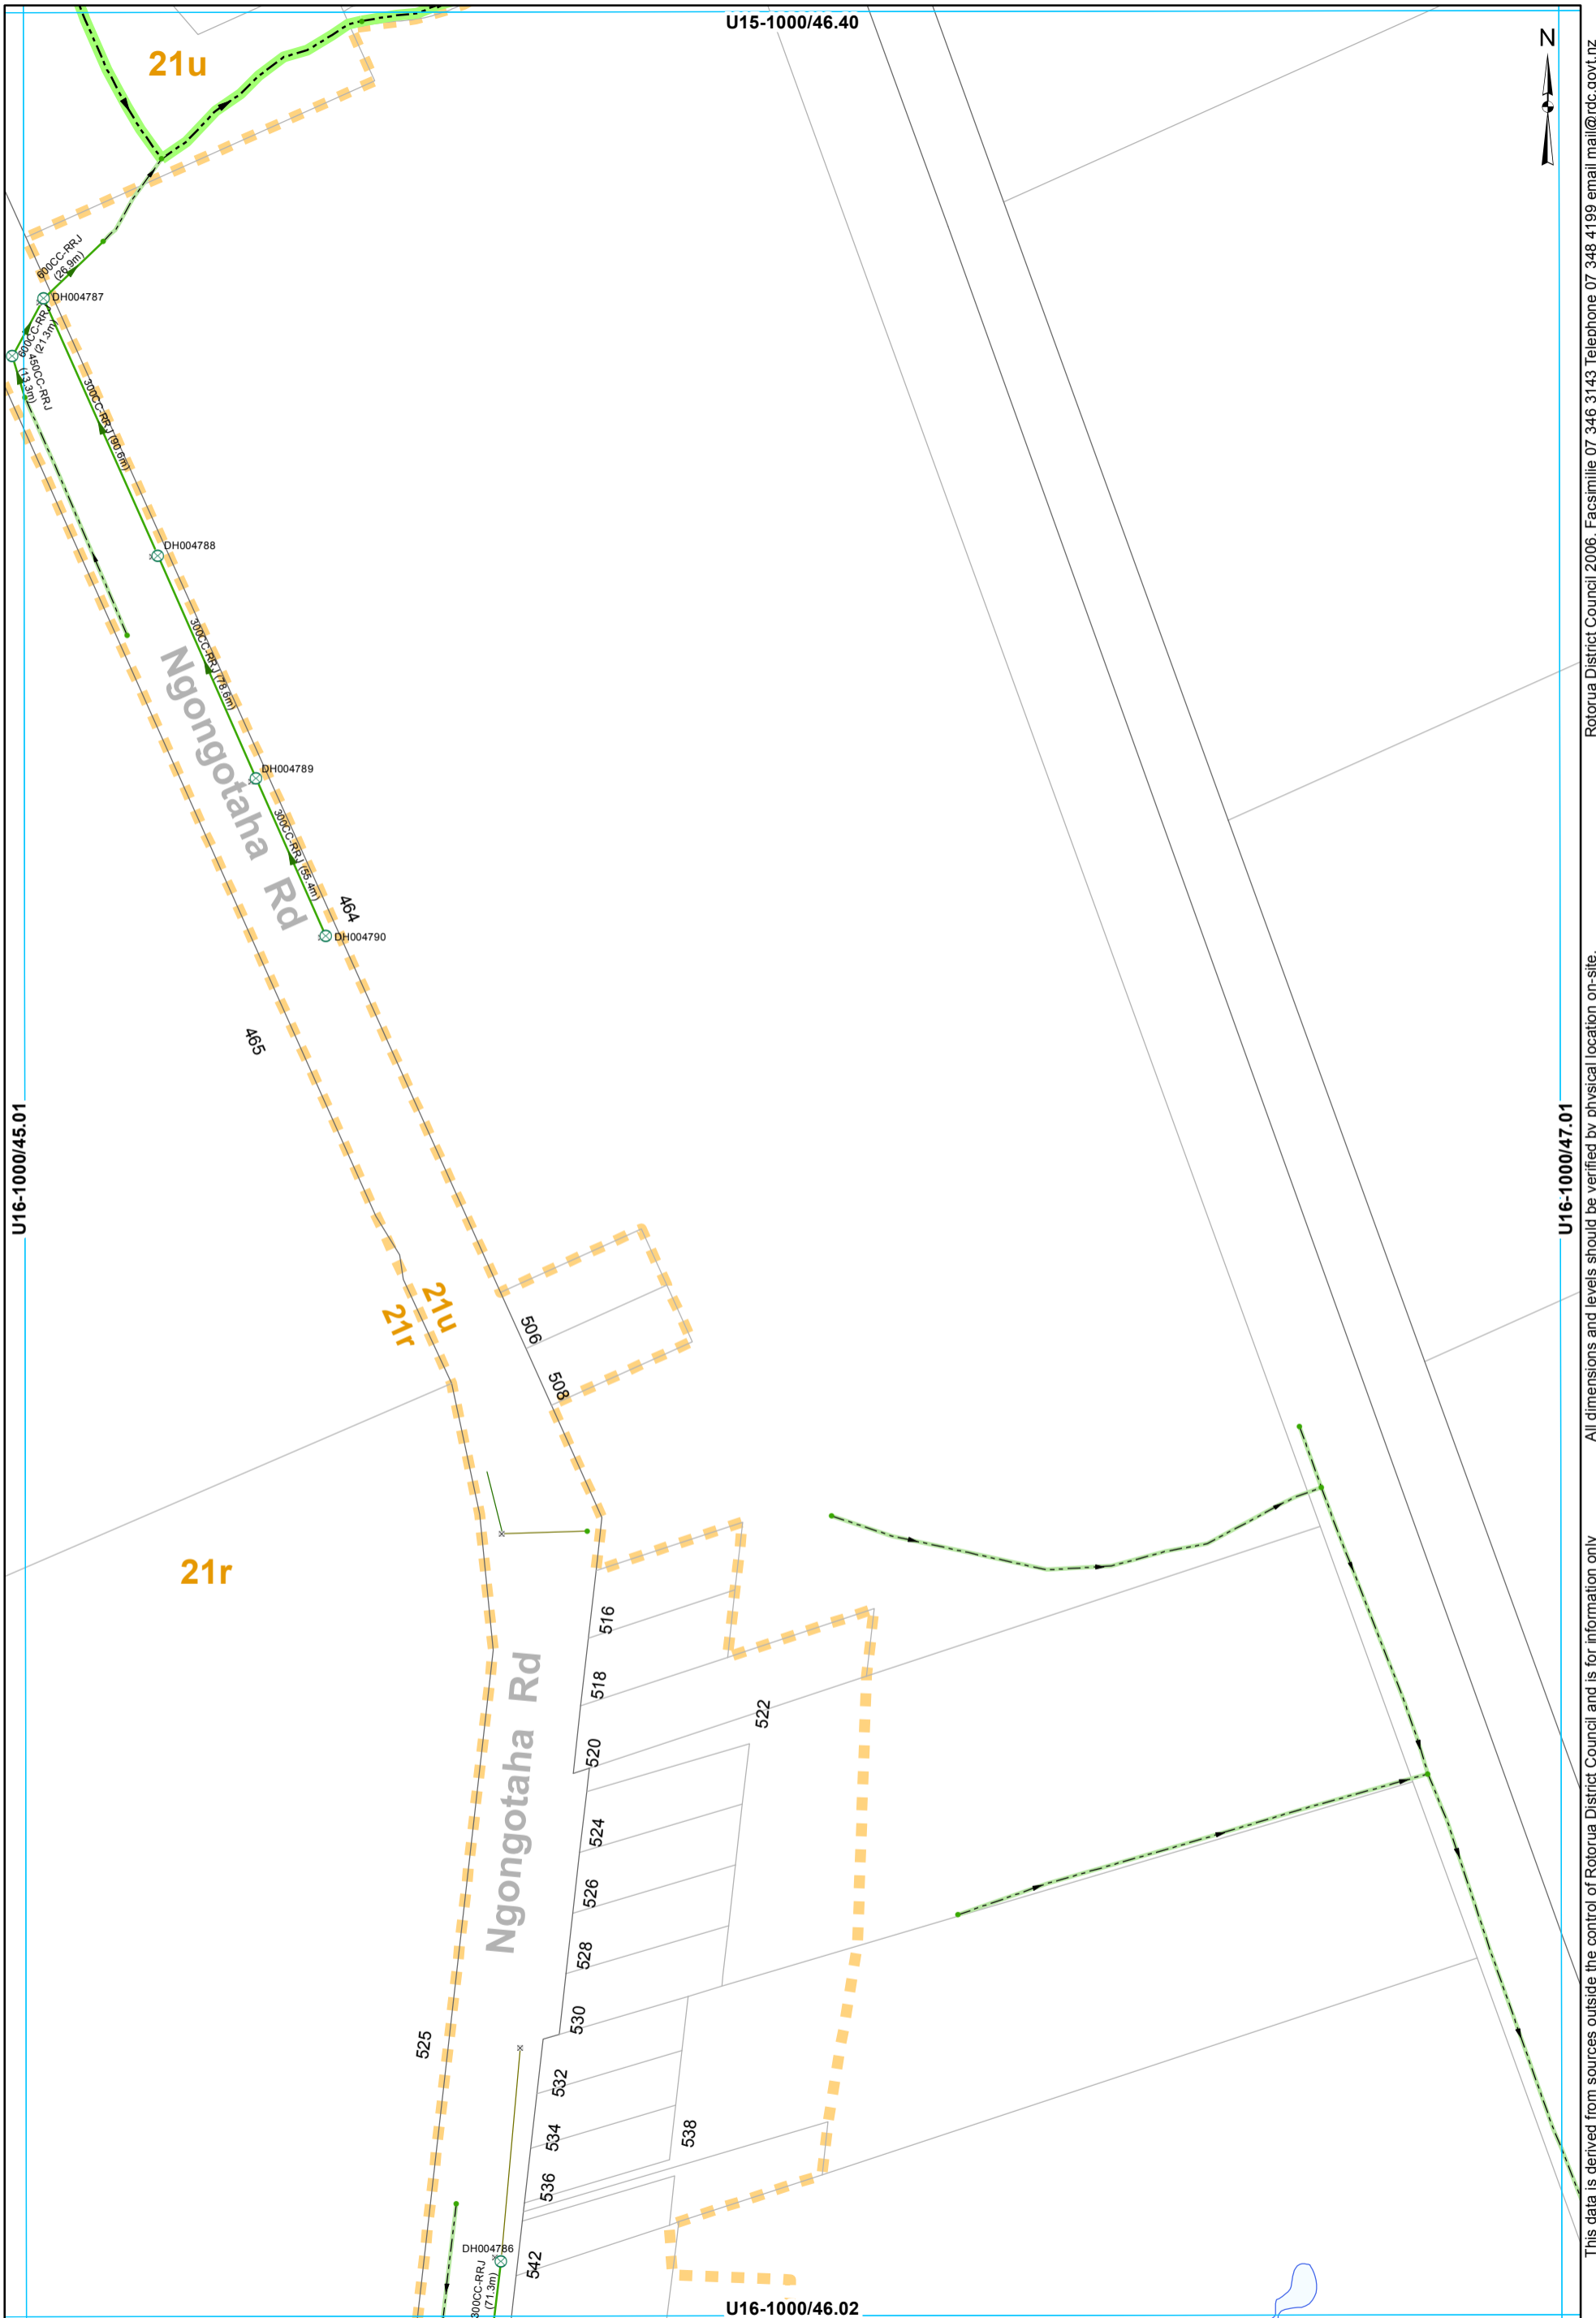 U15-1000/46.40
N
21u
600CC-RRJ
(26.9m)
DH004787
600CC-RRJ
(21.3m)
450CC-RRJ
(13.3m)
300CC-RRJ (90.6m)
DH004788
300CC-RRJ (78.6m)
Ngongotaha Rd
DH004789
300CC-RRJ (55.4m)
464
DH004790
465
U16-1000/45.01
U16-1000/47.01
21u
21r
506
508
21r
516
518
522
520
Ngongotaha Rd
524
526
528
530
525
532
534
538
536
DH004786
542
300CC-RRJ
(71.3m)
U16-1000/46.02
This data is derived from sources outside the control of Rotorua District Council and is for information only
All dimensions and levels should be verified by physical location on-site.
Rotorua District Council 2006. Facsimilie 07 346 3143 Telephone 07 348 4199 email mail@rdc.govt.nz